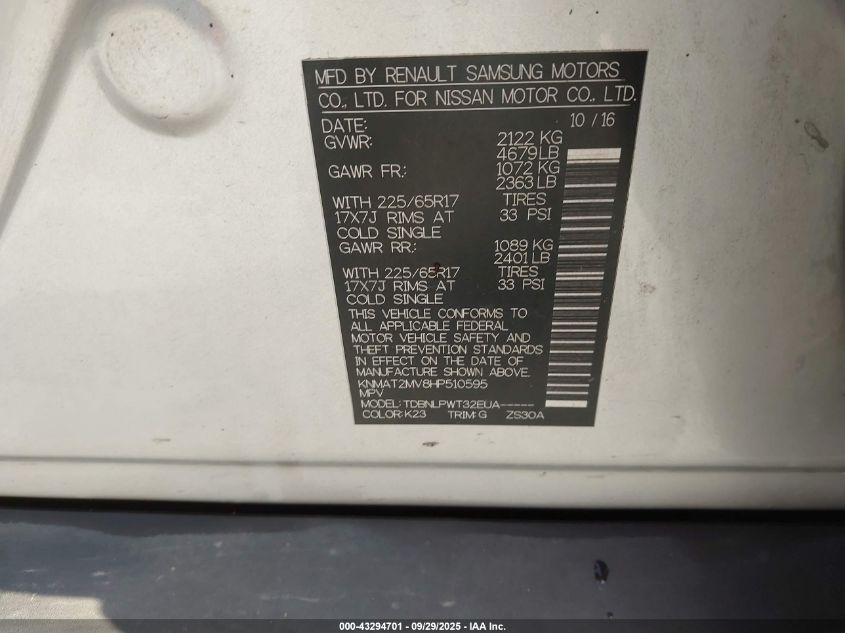 MFD BY RENAULT SAMSUNG MOTORS
CO., LTD. FOR NISSAN MOTOR CO., LTD.
DATE: 10 / 16
GVWR: 2122 KG
4679LB
GAWR FR: 1072 KG
2363LB
WITH 225/65R17 TIRES
17X7J RIMS AT 33 PSI
COLD SINGLE
GAWR RR: 1089 KG
2401LB
WITH 225/65R17 TIRES
17X7J RIMS AT 33 PSI
COLD SINGLE
THIS VEHICLE CONFORMS TO
ALL APPLICABLE FEDERAL
MOTOR VEHICLE SAFETY AND
THEFT PREVENTION STANDARDS
IN EFFECT ON THE DATE OF
MANUFACTURE SHOWN ABOVE.
KNMAT2MV8HP510595
MPV
MODEL: TDBNLPWT32EUA-----
COLOR: K23 TRIM: G ZS30A
000-43294701 - 09/29/2025 - IAA Inc.